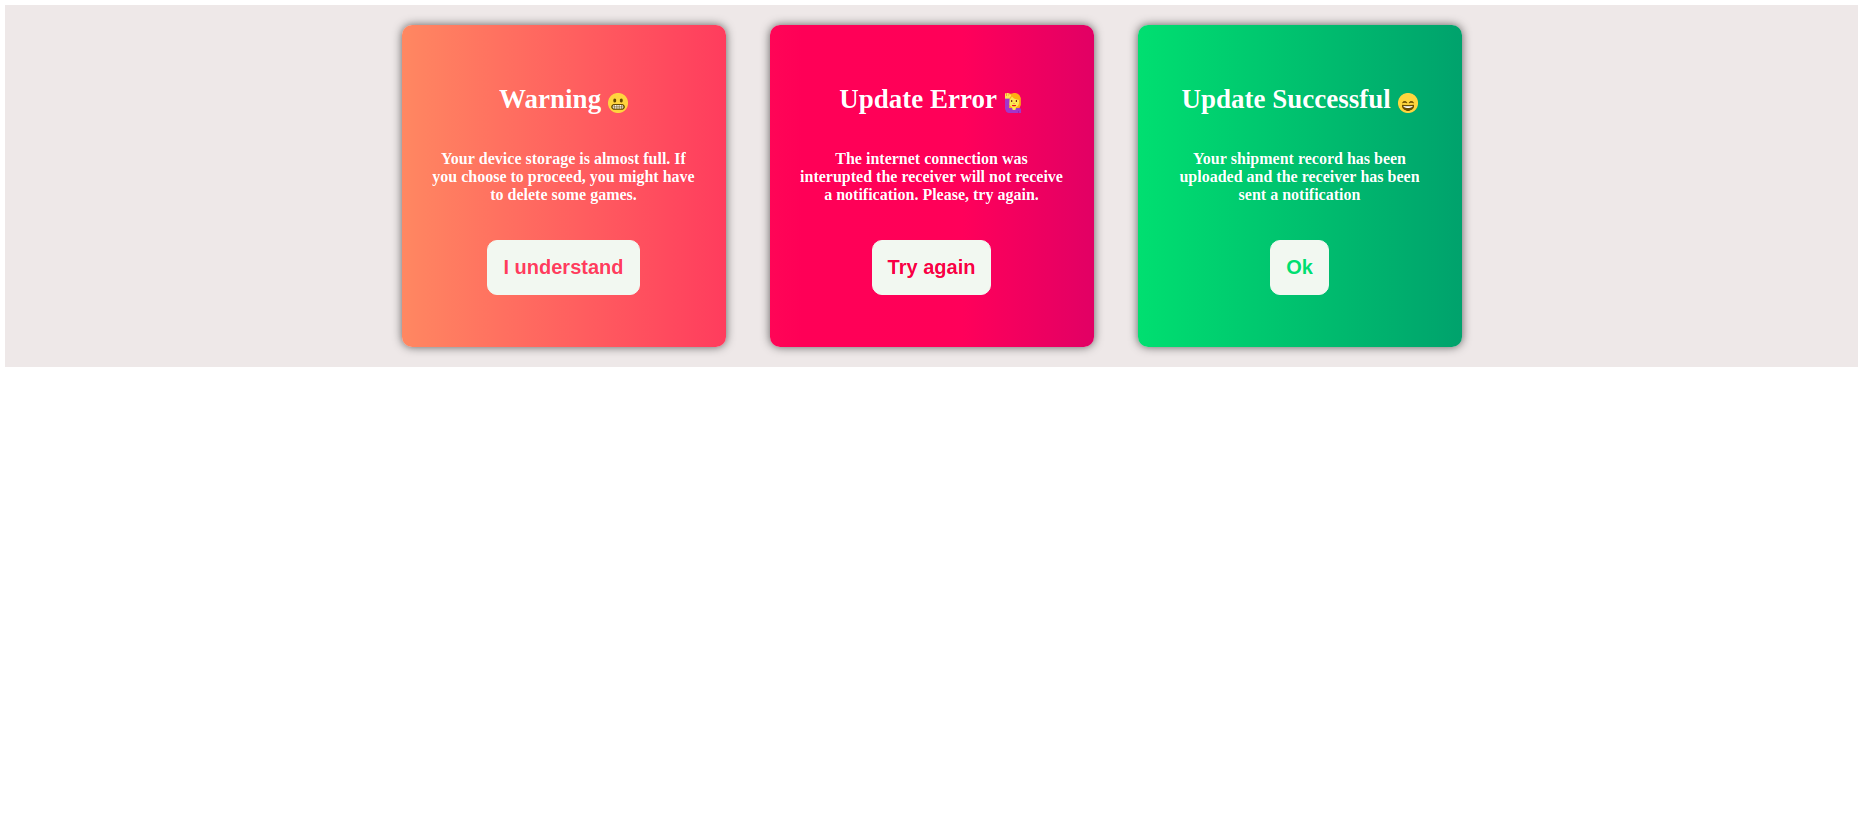 Warning 😬
Your device storage is almost full. If
you choose to proceed, you might have
to delete some games.
I understand
Update Error 🙋‍♀️
The internet connection was
interupted the receiver will not receive
a notification. Please, try again.
Try again
Update Successful 😄
Your shipment record has been
uploaded and the receiver has been
sent a notification
Ok